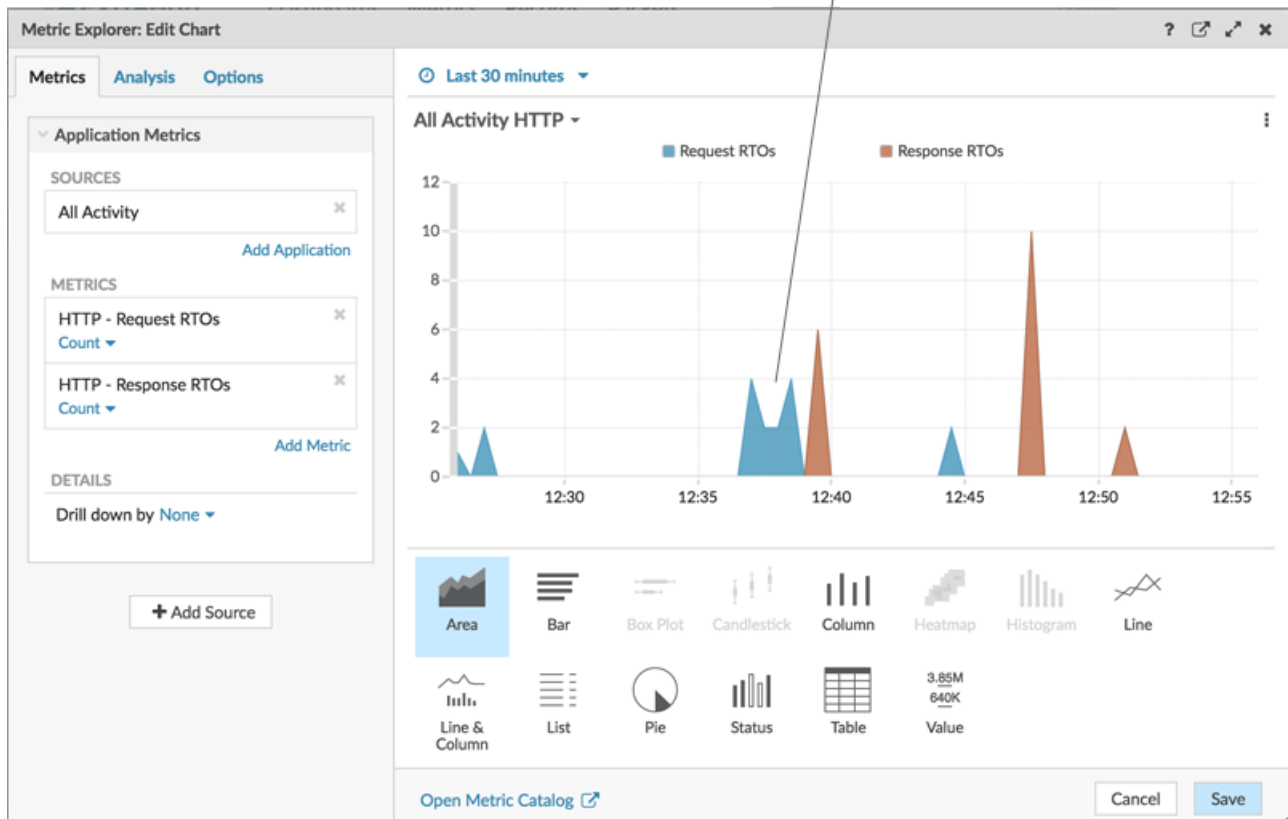 Metric Explorer: Edit Chart ?
Metrics Analysis Options
Application Metrics
SOURCES
All Activity
Add Application
METRICS
HTTP - Request RTOs
Count
HTTP - Response RTOs
Count
Add Metric
DETAILS
Drill down by None
+ Add Source
Last 30 minutes
All Activity HTTP
Request RTOs Response RTOs
12
10
8
6
4
2
0
12:30 12:35 12:40 12:45 12:50 12:55
Area Bar Box Plot Candlestick Column Heatmap Histogram Line
3.85M
640K
Line & Column List Pie Status Table Value
Open Metric Catalog
Cancel Save